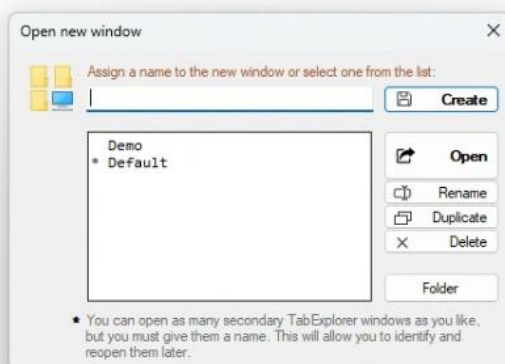 Open new window
Assign a name to the new window or select one from the list:
Create
Demo
* Default
Open
Rename
Duplicate
Delete
Folder
* You can open as many secondary TabExplorer windows as you like,
but you must give them a name. This will allow you to identify and
reopen them later.